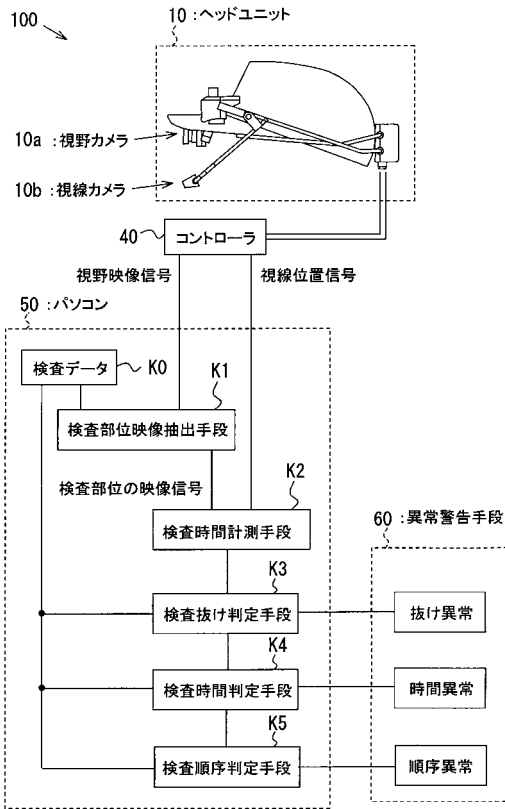 100
10:ヘッドユニット
10a:視野カメラ
10b:視線カメラ
40
コントローラ
視野映像信号
視線位置信号
50:パソコン
検査データ
K0
K1
検査部位映像抽出手段
検査部位の映像信号
K2
検査時間計測手段
60:異常警告手段
K3
検査抜け判定手段
抜け異常
K4
検査時間判定手段
時間異常
K5
検査順序判定手段
順序異常